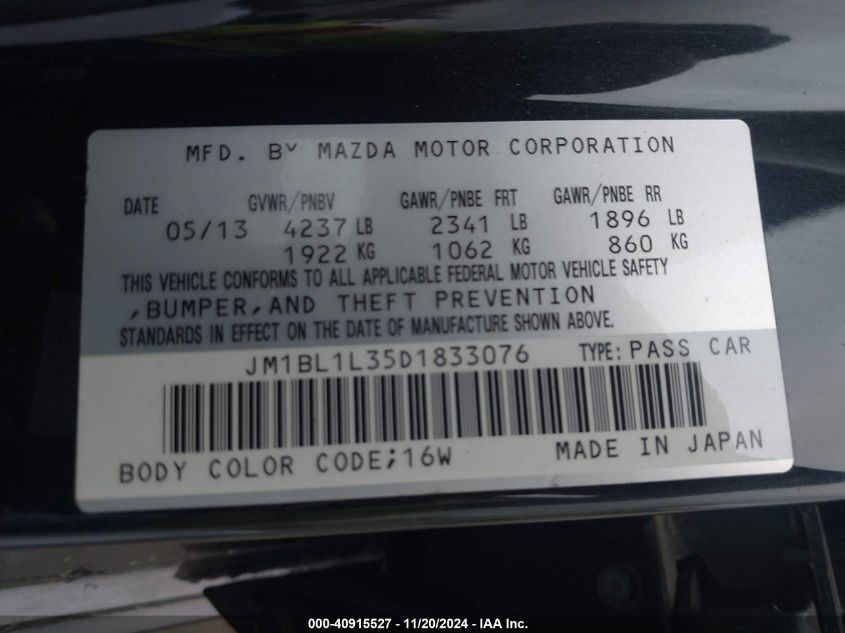 MFD. BY MAZDA MOTOR CORPORATION
DATE GVWR/PNBV GAWR/PNBE FRT GAWR/PNBE RR
05/13 4237 LB 2341 LB 1896 LB
1922 KG 1062 KG 860 KG
THIS VEHICLE CONFORMS TO ALL APPLICABLE FEDERAL MOTOR VEHICLE SAFETY
,BUMPER,AND THEFT PREVENTION
STANDARDS IN EFFECT ON THE DATE OF MANUFACTURE SHOWN ABOVE.
JM1BL1L35D1833076 TYPE: PASS CAR
BODY COLOR CODE;16W MADE IN JAPAN
000-40915527 - 11/20/2024 - IAA Inc.